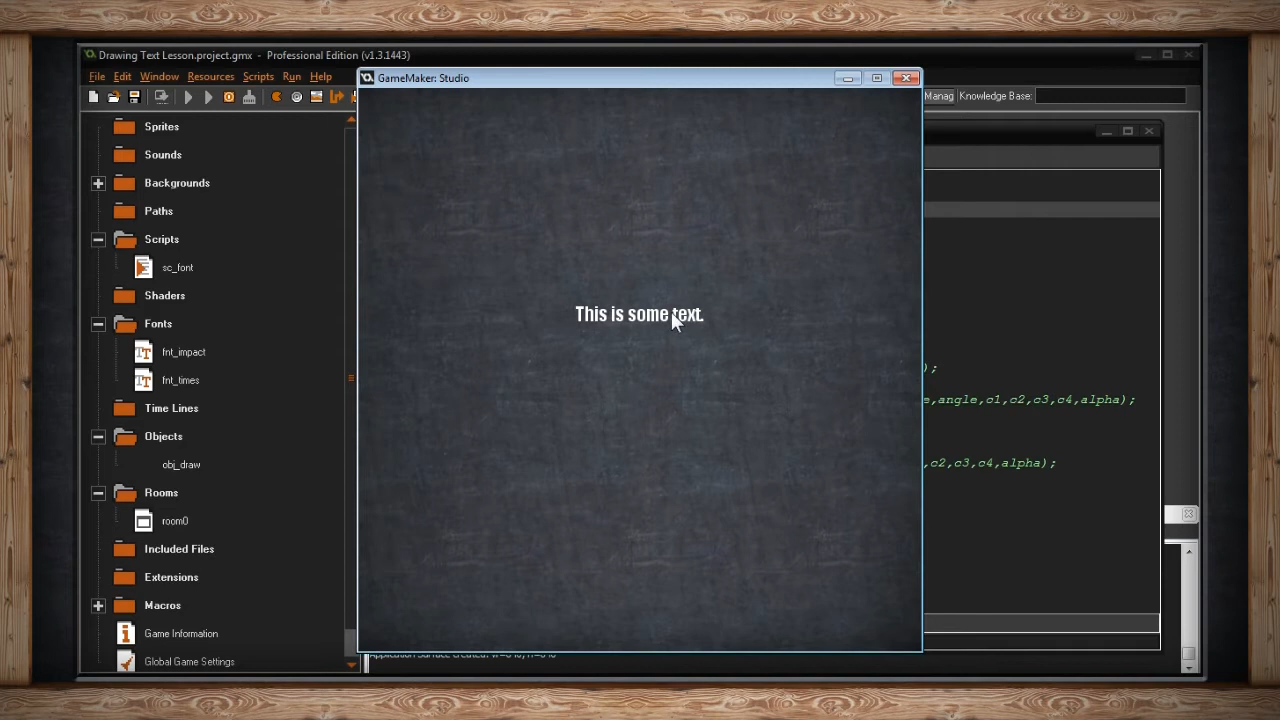 Drawing Text Lesson.project.gmx - Professional Edition (v1.3.1443)
File Edit Window Resources Scripts Run Help
GameMaker: Studio
Manag Knowledge Base:
Sprites
Sounds
Backgrounds
Paths
Scripts
sc_font
Shaders
Fonts
fnt_impact
fnt_times
Time Lines
Objects
obj_draw
Rooms
room0
Included Files
Extensions
Macros
Game Information
Global Game Settings
This is some text.
);
e,angle,c1,c2,c3,c4,alpha);
,c2,c3,c4,alpha);